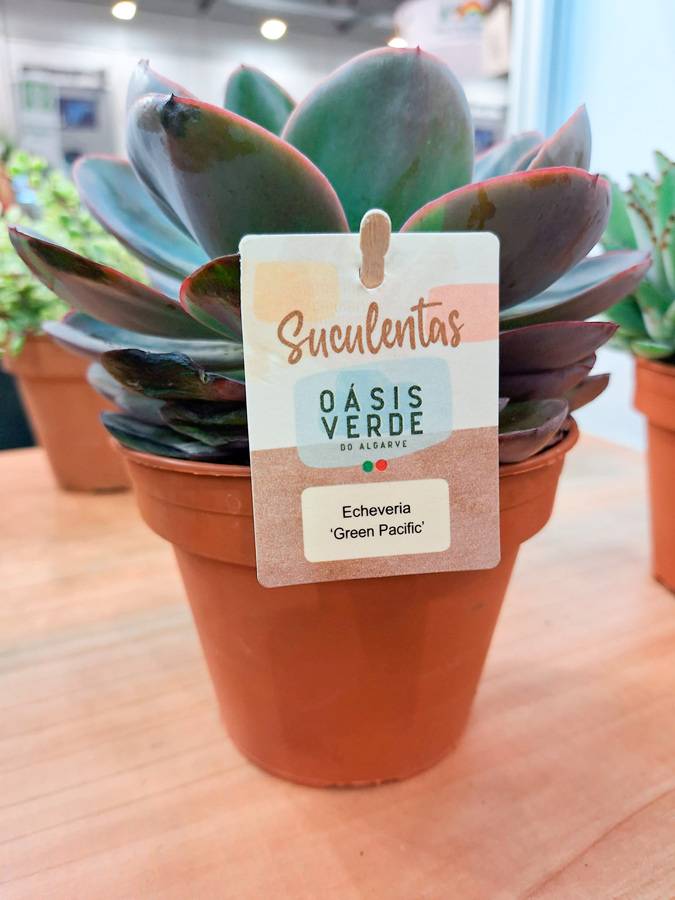 Suculentas
OÁSIS
VERDE
DO ALGARVE
Echeveria
‘Green Pacific’